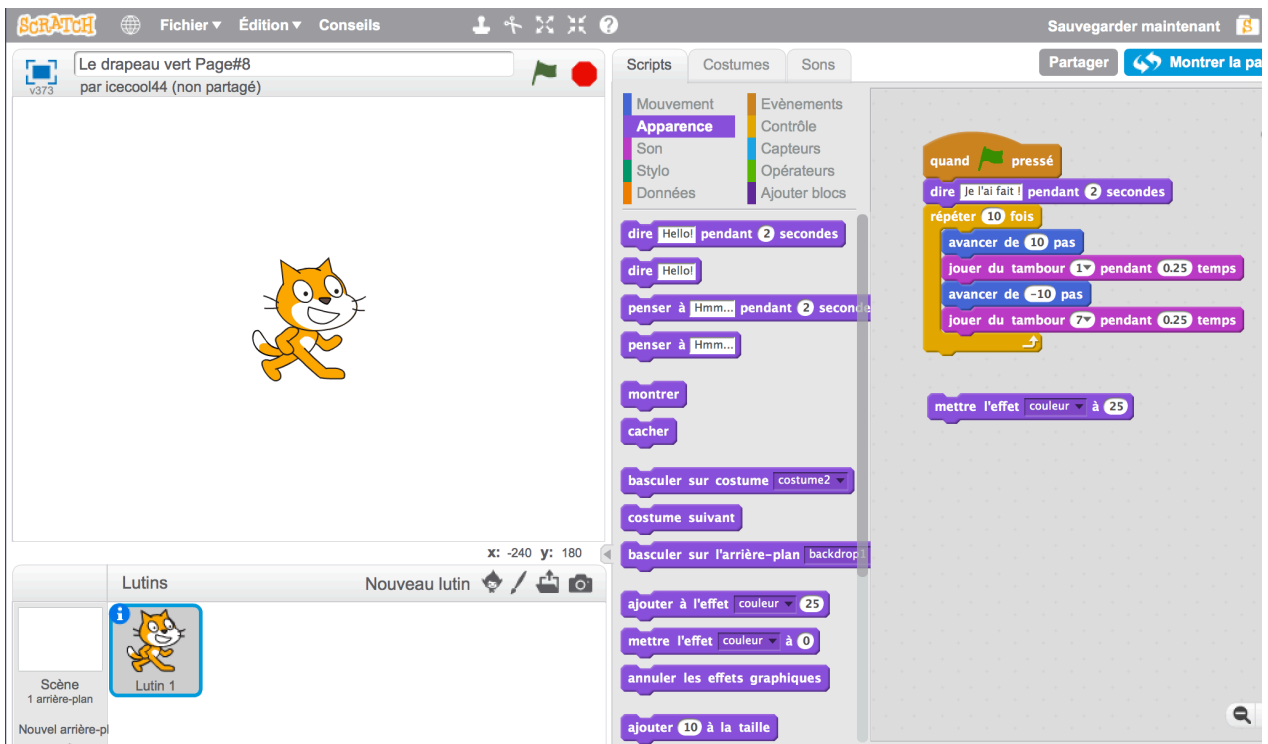 SCRATCH Fichier Édition Conseils Sauvegarder maintenant S
v373
Le drapeau vert Page#8
par icecool44 (non partagé)
x: -240 y: 180
Lutins Nouveau lutin
Scène
1 arrière-plan
Nouvel arrière-pl
Lutin 1
Scripts Costumes Sons
Partager Montrer la pa
Mouvement Evènements
Apparence Contrôle
Son Capteurs
Stylo Opérateurs
Données Ajouter blocs
dire Hello! pendant 2 secondes
dire Hello!
penser à Hmm... pendant 2 seconde
penser à Hmm...
montrer
cacher
basculer sur costume costume2
costume suivant
basculer sur l'arrière-plan backdrop1
ajouter à l'effet couleur 25
mettre l'effet couleur à 0
annuler les effets graphiques
ajouter 10 à la taille
quand pressé
dire Je l'ai fait ! pendant 2 secondes
répéter 10 fois
avancer de 10 pas
jouer du tambour 1 pendant 0.25 temps
avancer de -10 pas
jouer du tambour 7 pendant 0.25 temps
mettre l'effet couleur à 25